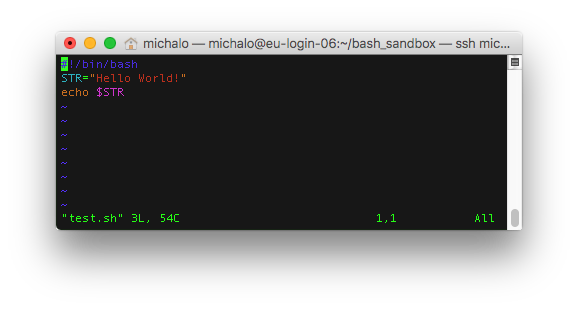 michalo — michalo@eu-login-06:~/bash_sandbox — ssh mic...
#!/bin/bash
STR="Hello World!"
echo $STR
~
~
~
~
~
~
~
~
"test.sh" 3L, 54C 1,1 All